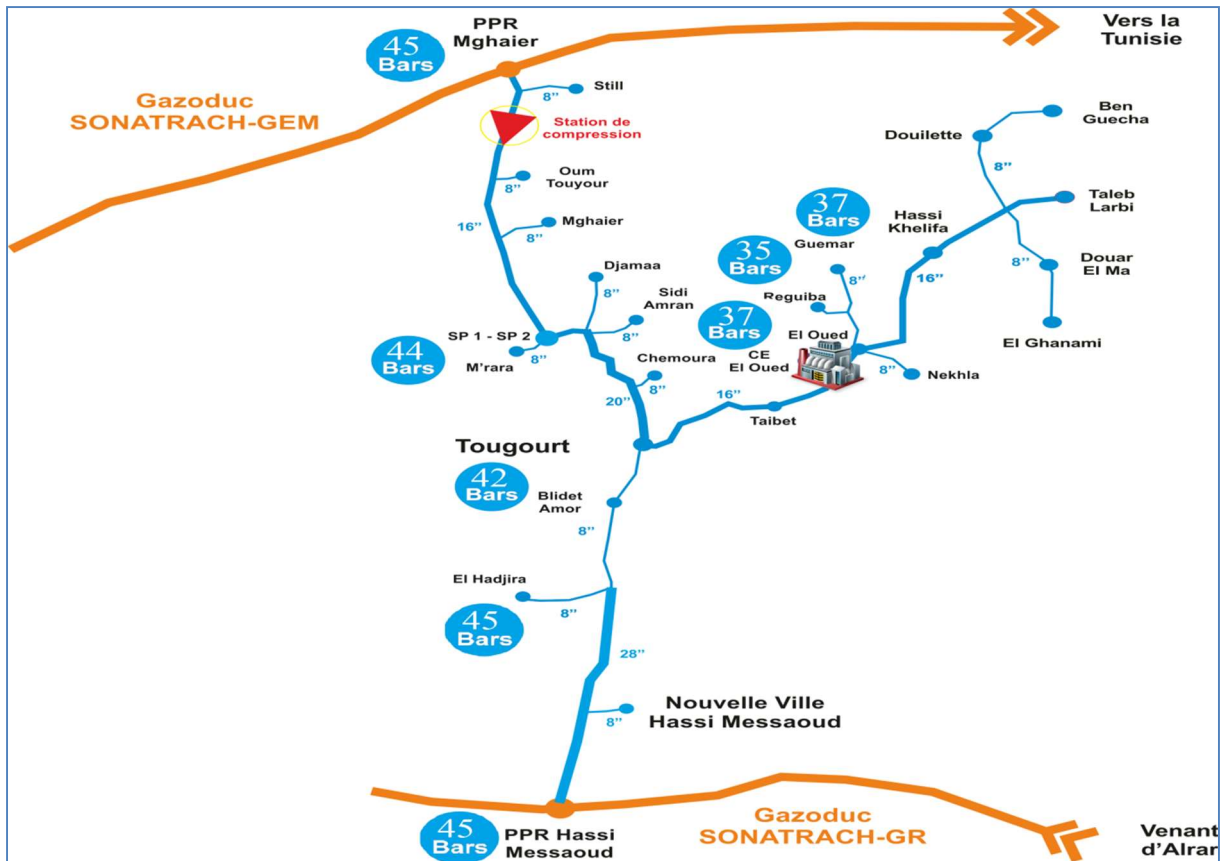 PPR
Mghaier
45
Bars
Vers la
Tunisie
Gazoduc
SONATRACH-GEM
Still
8”
Station de
compression
Ben
Guecha
Douilette
8”
Oum
Touyour
8”
Taleb
Larbi
37
Bars
Guemar
Hassi
Khelifa
Mghaier
8”
16”
35
Bars
Djamaa
8”
8”
Douar
El Ma
8”
16”
Reguiba
Sidi
Amran
8”
37
Bars
SP 1 - SP 2
El Oued
El Ghanami
44
Bars
M’rara
8”
Chemoura
8”
CE
El Oued
8”
Nekhla
20”
16”
Taibet
Tougourt
42
Bars
Blidet
Amor
8”
El Hadjira
8”
45
Bars
28”
Nouvelle Ville
Hassi Messaoud
8”
Gazoduc
SONATRACH-GR
45
Bars
PPR Hassi
Messaoud
Venant
d’Alrar